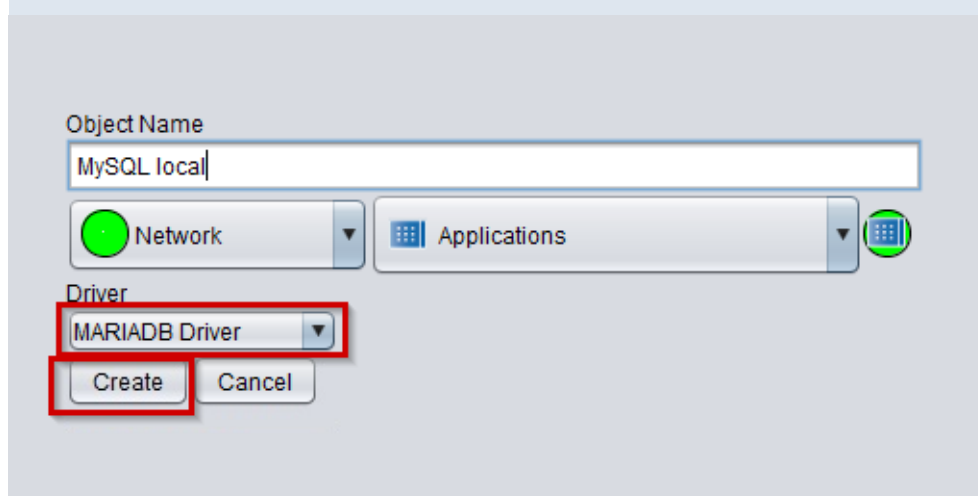 Object Name
MySQL local
Network Applications
Driver
MARIADB Driver
Create Cancel